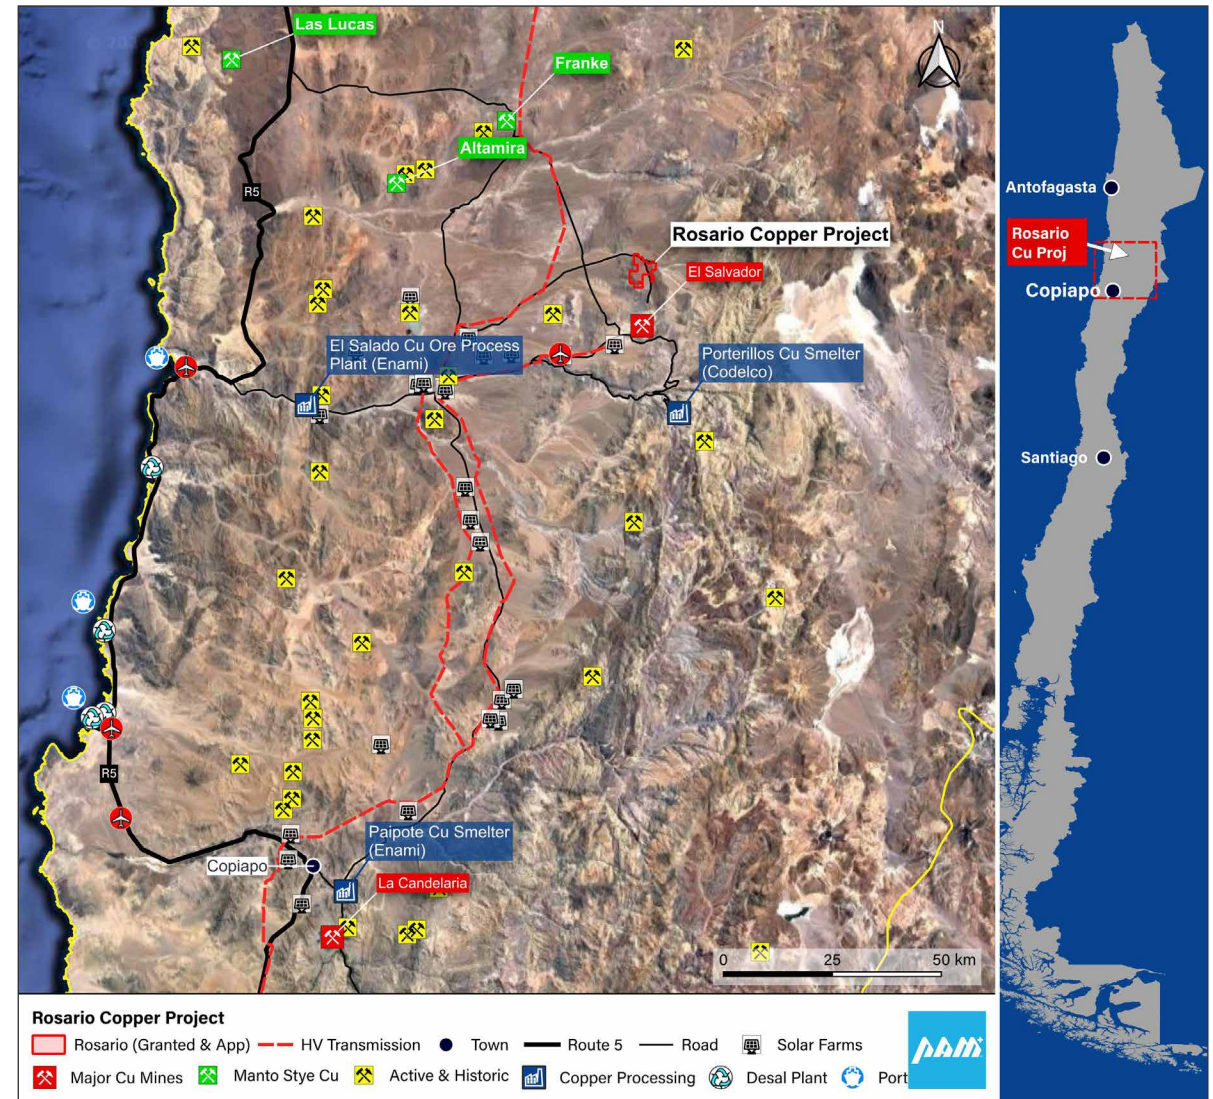 Las Lucas
Franke
N
Altamira
R5
Rosario Copper Project
El Salvador
El Salado Cu Ore Process
Plant (Enami)
Porterillos Cu Smelter
(Codelco)
R5
Paipote Cu Smelter
(Enami)
Copiapo
La Candelaria
0 25 50 km
Antofagasta
Rosario
Cu Proj
Copiapo
Santiago
Rosario Copper Project
Rosario (Granted & App) HV Transmission Town Route 5 Road Solar Farms
Major Cu Mines Manto Stye Cu Active & Historic Copper Processing Desal Plant Port
PAM